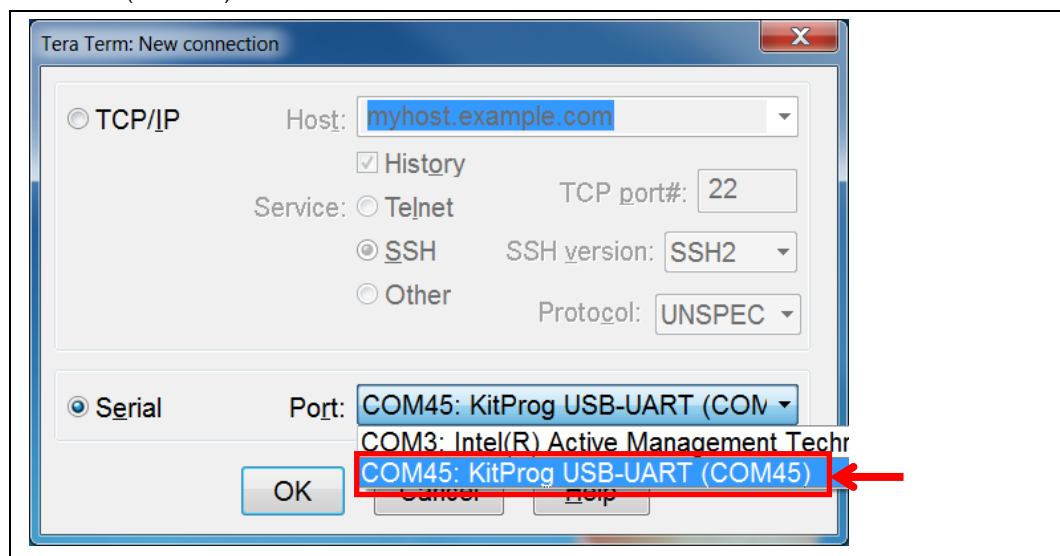 Tera Term: New connection
TCP/IP Host: myhost.example.com
History
Service: Telnet TCP port#: 22
SSH SSH version: SSH2
Other Protocol: UNSPEC
Serial Port: COM45: KitProg USB-UART (COM
COM3: Intel(R) Active Management Techn
COM45: KitProg USB-UART (COM45)
OK Cancel Help